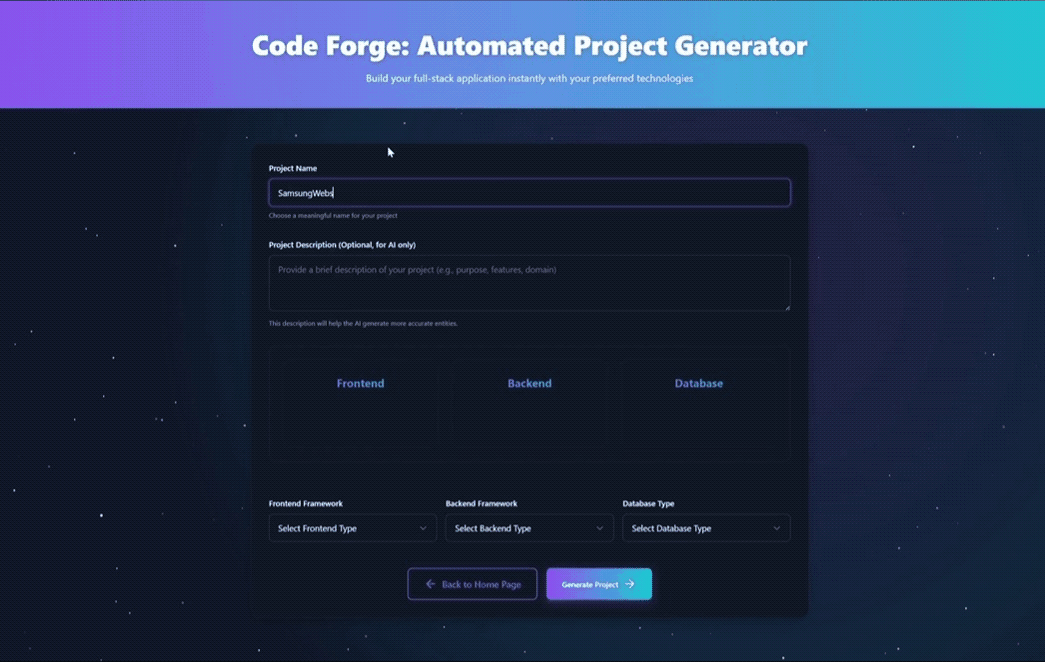 Code Forge: Automated Project Generator
Build your full-stack application instantly with your preferred technologies
Project Name
SamsungWebs
Choose a meaningful name for your project
Project Description (Optional, for AI only)
Provide a brief description of your project (e.g., purpose, features, domain)
This description will help the AI generate more accurate entities.
Frontend Backend Database
Frontend Framework Backend Framework Database Type
Select Frontend Type Select Backend Type Select Database Type
Back to Home Page Generate Project